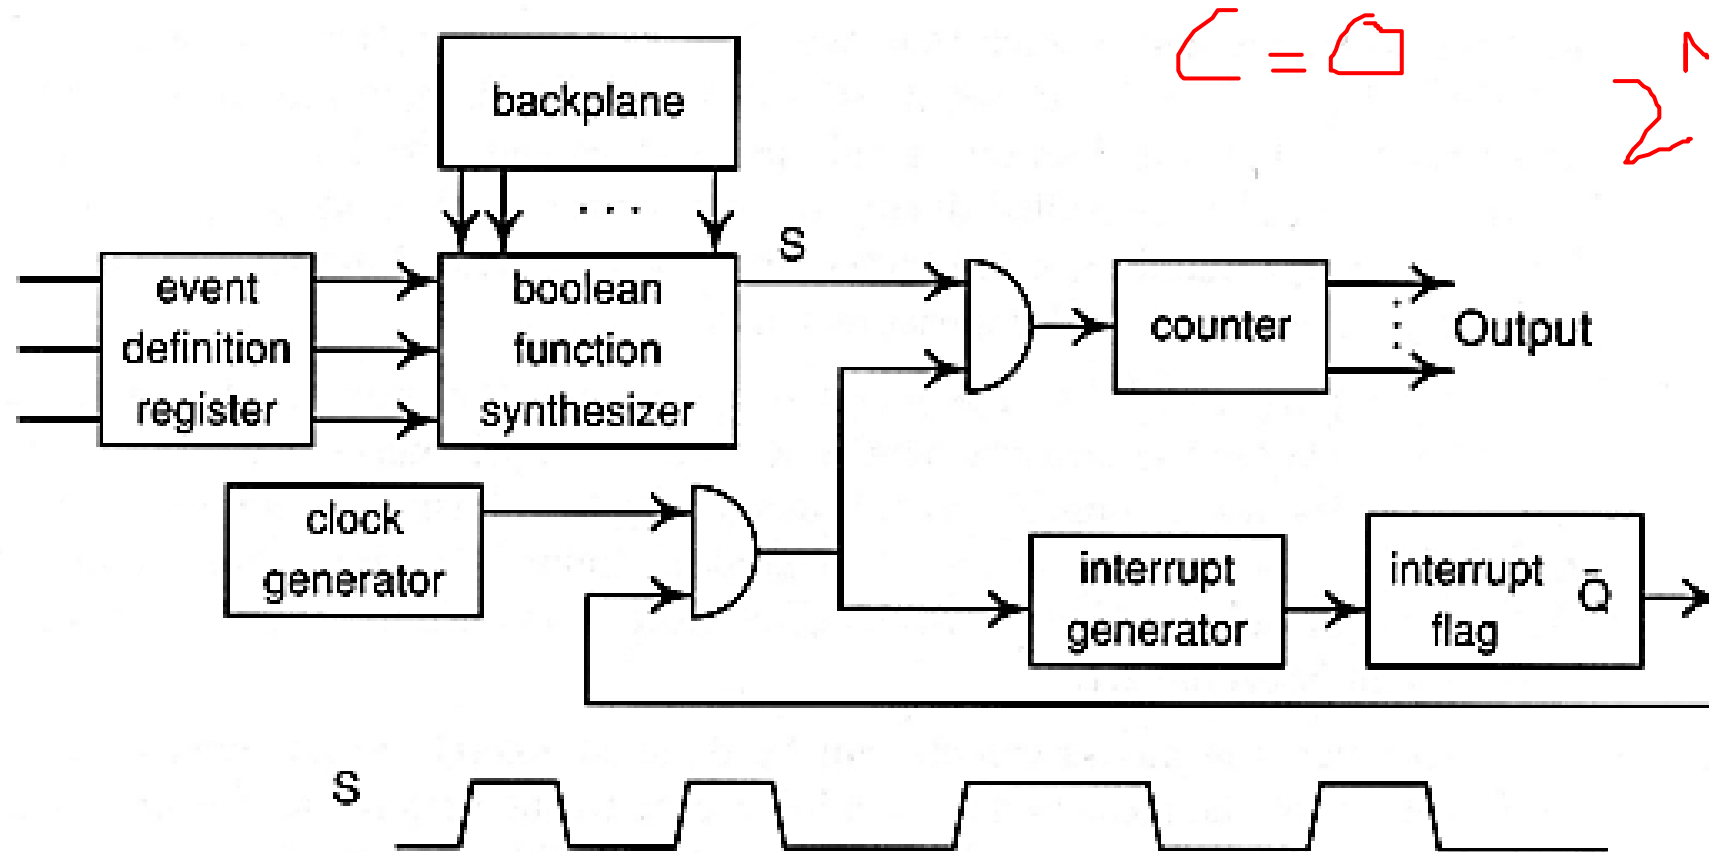 backplane
S
event
definition
register
boolean
function
synthesizer
counter
Output
clock
generator
interrupt
generator
interrupt
flag
Q̄
S